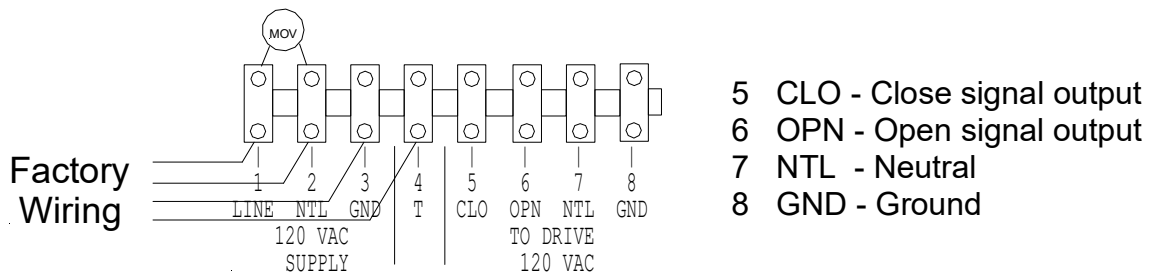 MOV
5 CLO - Close signal output
6 OPN - Open signal output
7 NTL - Neutral
8 GND - Ground
Factory
Wiring
1 2 3 4 5 6 7 8
LINE NTL GND T CLO OPN NTL GND
120 VAC TO DRIVE
SUPPLY 120 VAC